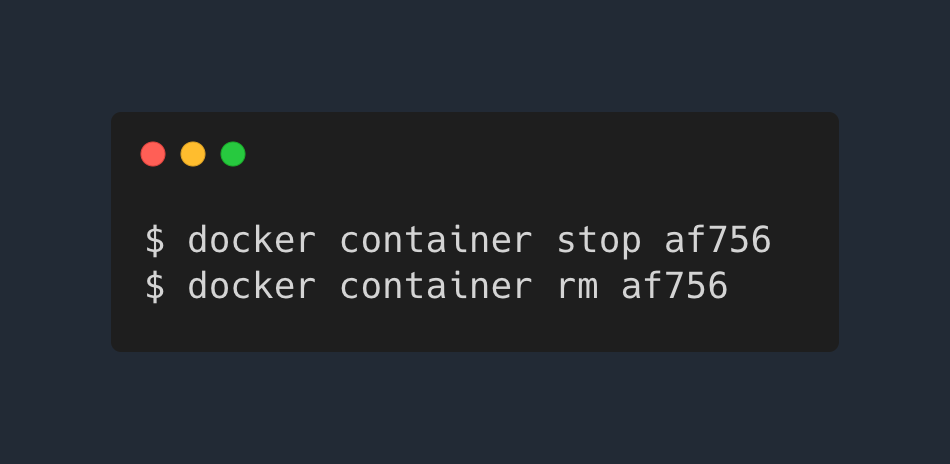 $ docker container stop af756
$ docker container rm af756